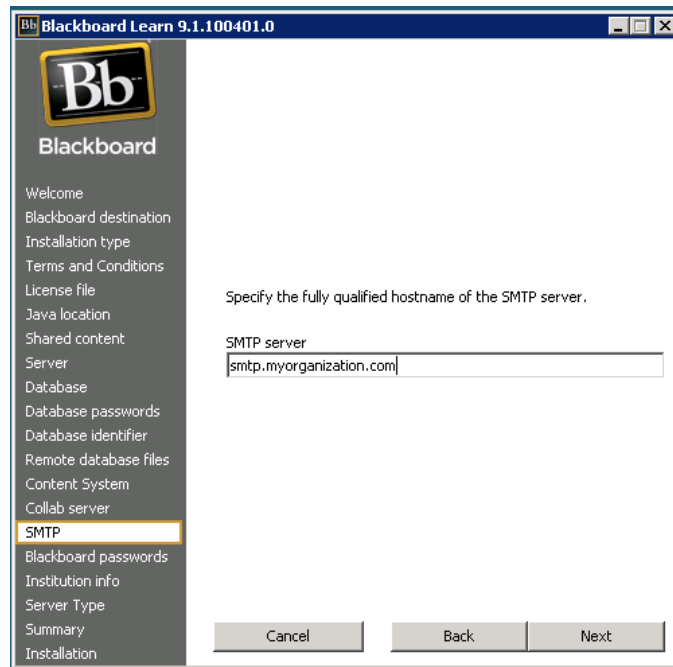 Bb Blackboard Learn 9.1.100401.0
Bb
Blackboard
Welcome
Blackboard destination
Installation type
Terms and Conditions
License file
Java location
Shared content
Server
Database
Database passwords
Database identifier
Remote database files
Content System
Collab server
SMTP
Blackboard passwords
Institution info
Server Type
Summary
Installation
Specify the fully qualified hostname of the SMTP server.
SMTP server
smtp.myorganization.com
Cancel Back Next